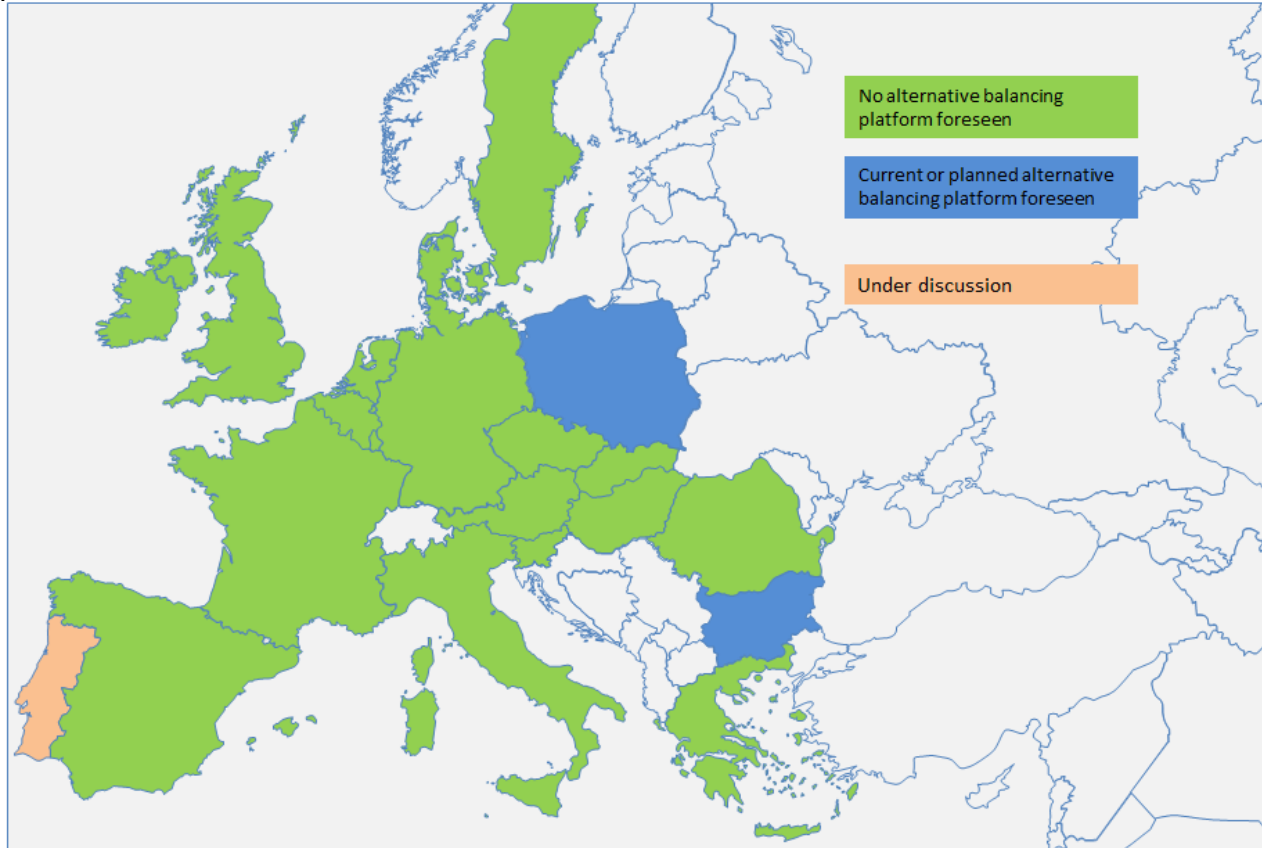 No alternative balancing
platform foreseen
Current or planned alternative
balancing platform foreseen
Under discussion